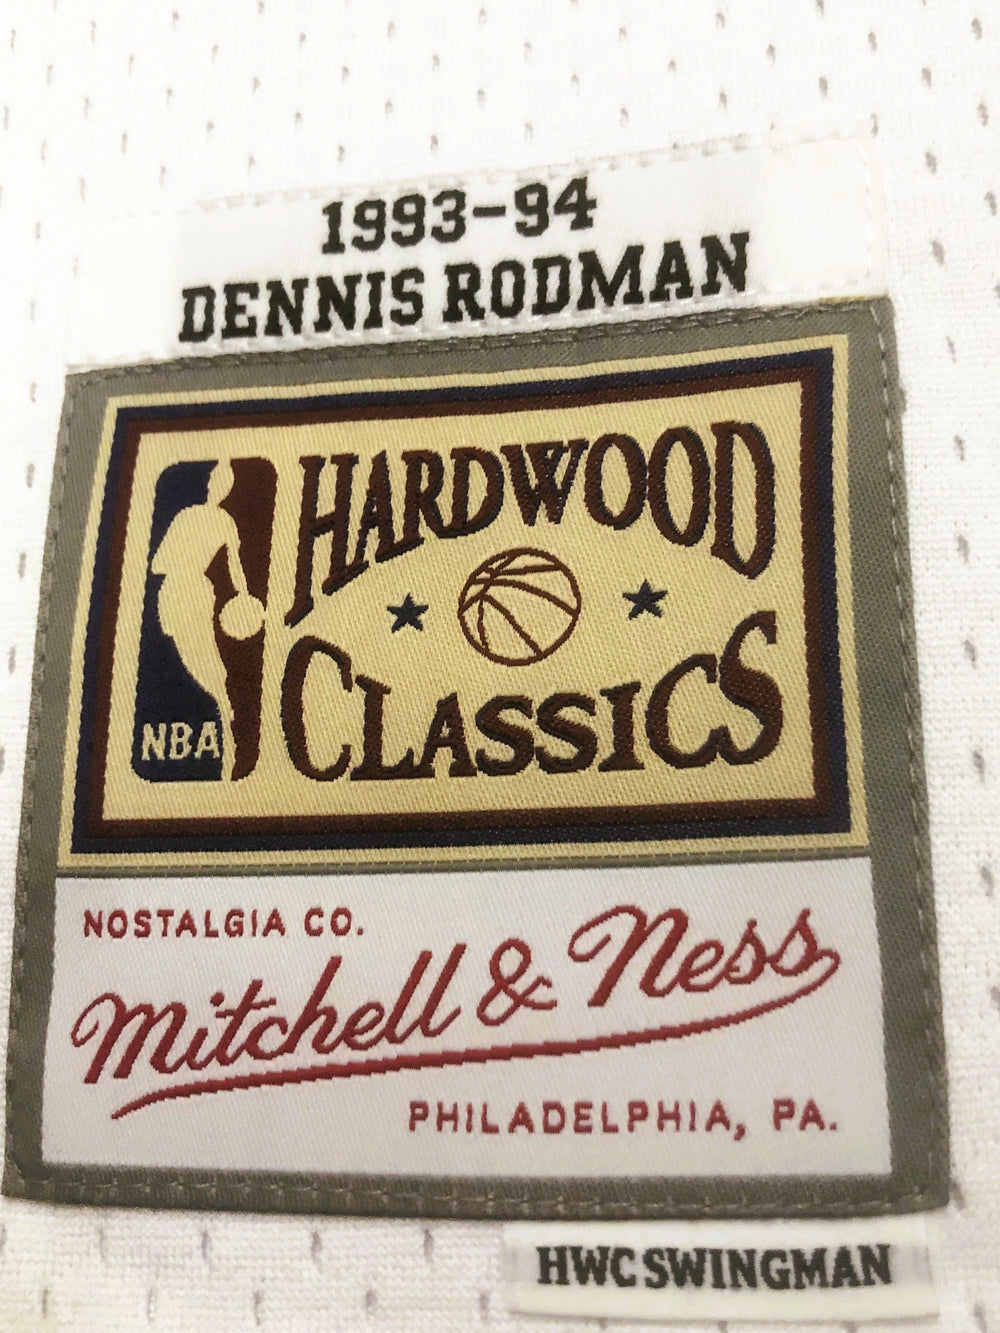 1993-94
DENNIS RODMAN
HARDWOOD
CLASSICS
NBA
NOSTALGIA CO.
Mitchell & Ness
PHILADELPHIA, PA.
HWC SWINGMAN